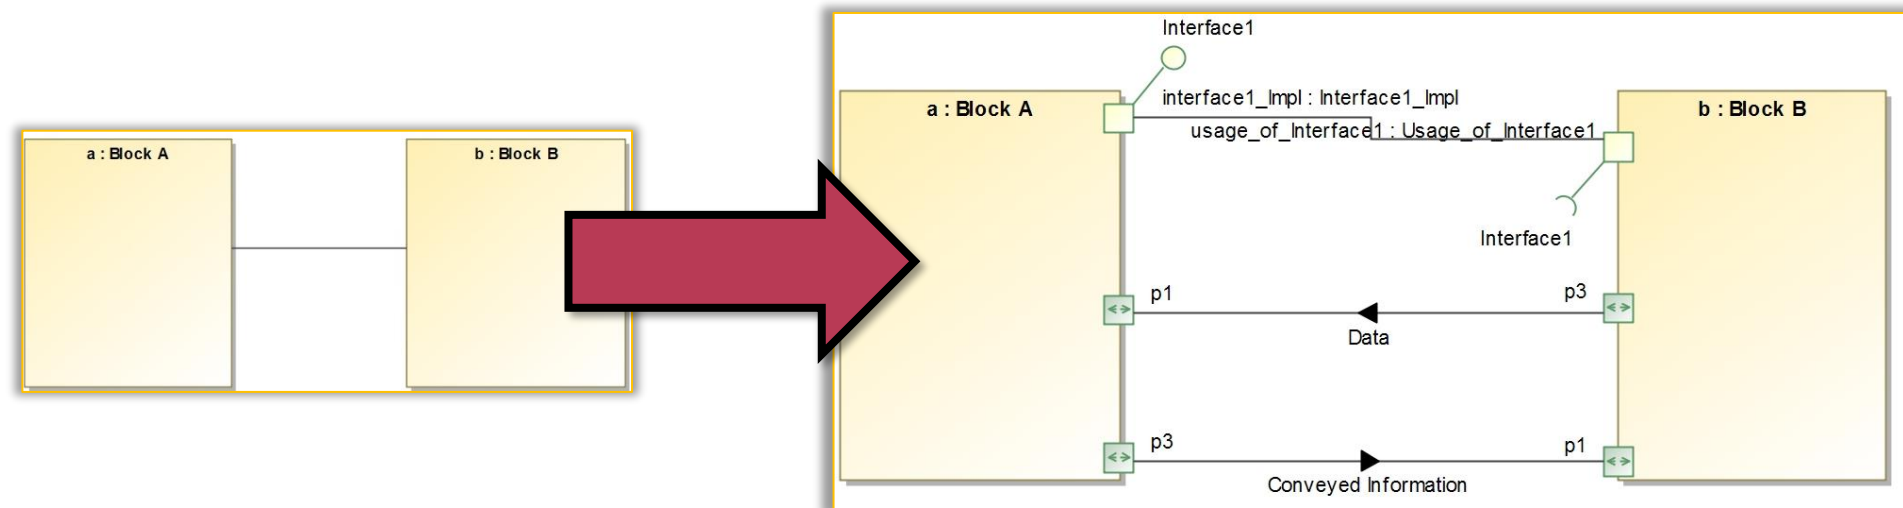 a : Block A
b : Block B
Interface1
a : Block A
interface1_Impl : Interface1_Impl
b : Block B
usage_of_Interface1 : Usage_of_Interface1
Interface1
p1
p3
Data
p3
p1
Conveyed Information